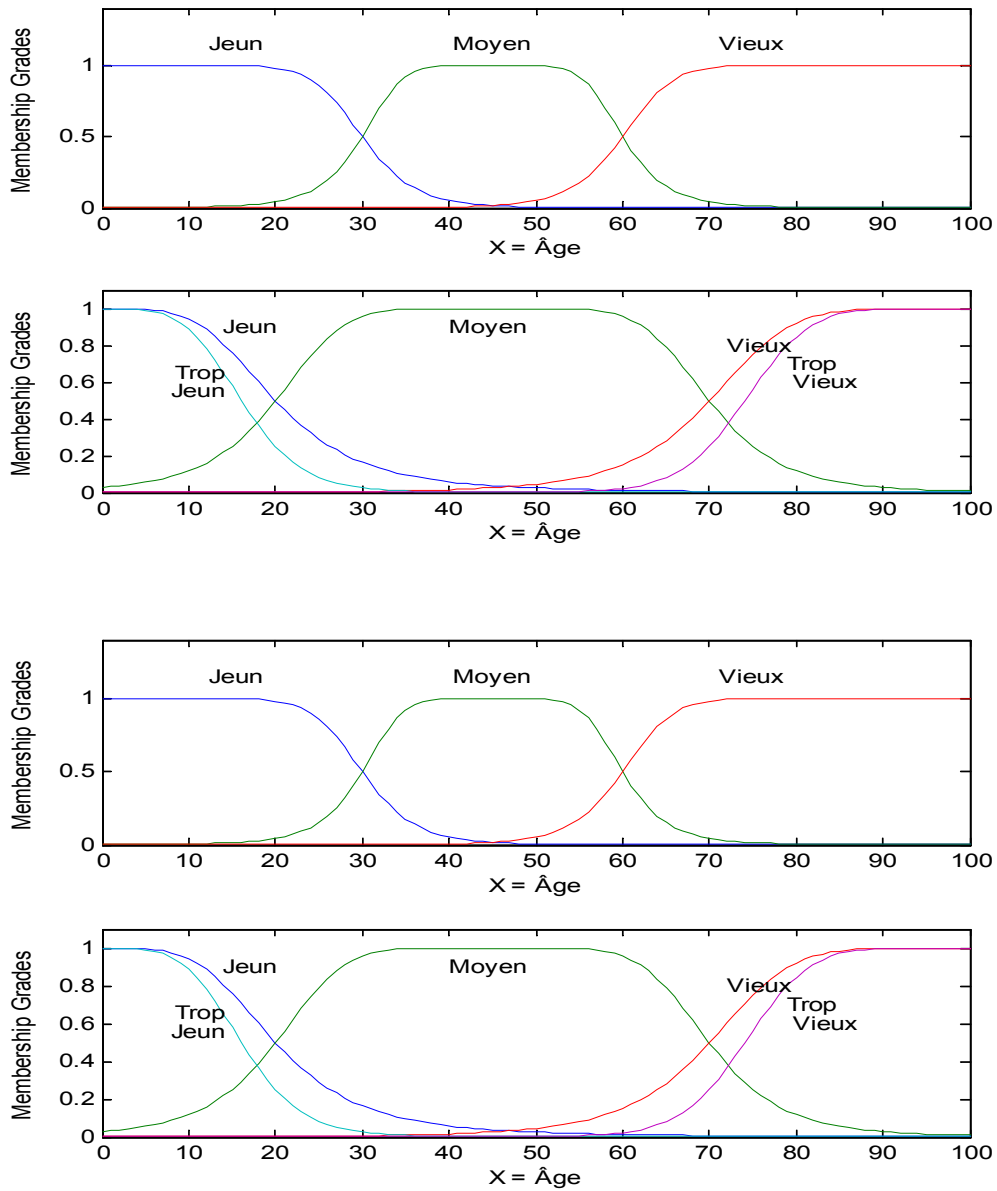 Jeun Moyen Vieux
1
0.5
0
Membership Grades
0 10 20 30 40 50 60 70 80 90 100
X = Âge
1
0.8
0.6
0.4
0.2
0
Membership Grades
Jeun Moyen Vieux
Trop Trop
Jeun Vieux
0 10 20 30 40 50 60 70 80 90 100
X = Âge
Jeun Moyen Vieux
1
0.5
0
Membership Grades
0 10 20 30 40 50 60 70 80 90 100
X = Âge
1
0.8
0.6
0.4
0.2
0
Membership Grades
Jeun Moyen Vieux
Trop Trop
Jeun Vieux
0 10 20 30 40 50 60 70 80 90 100
X = Âge